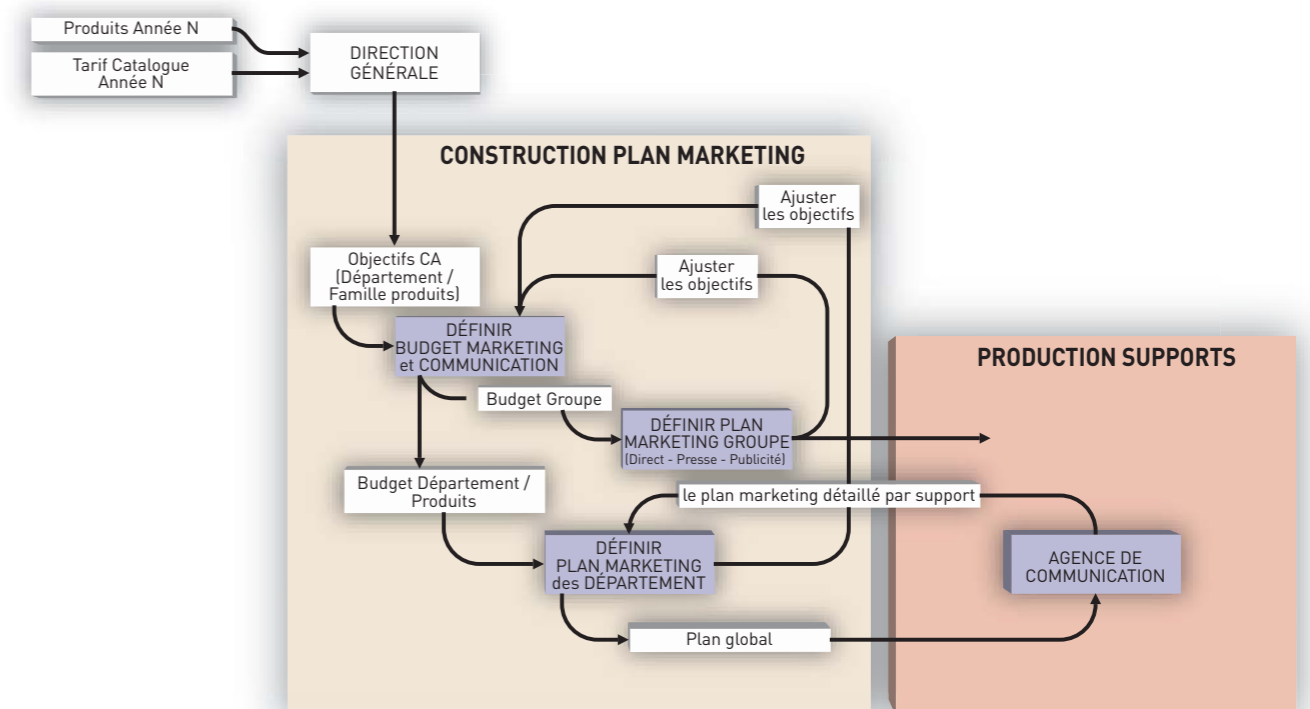 Produits Année N
Tarif Catalogue
Année N
DIRECTION
GÉNÉRALE
CONSTRUCTION PLAN MARKETING
Ajuster
les objectifs
Objectifs CA
(Département /
Famille produits)
Ajuster
les objectifs
DÉFINIR
BUDGET MARKETING
et COMMUNICATION
PRODUCTION SUPPORTS
Budget Groupe
DÉFINIR PLAN
MARKETING GROUPE
(Direct - Presse - Publicité)
Budget Département /
Produits
le plan marketing détaillé par support
DÉFINIR
PLAN MARKETING
des DÉPARTEMENT
AGENCE DE
COMMUNICATION
Plan global